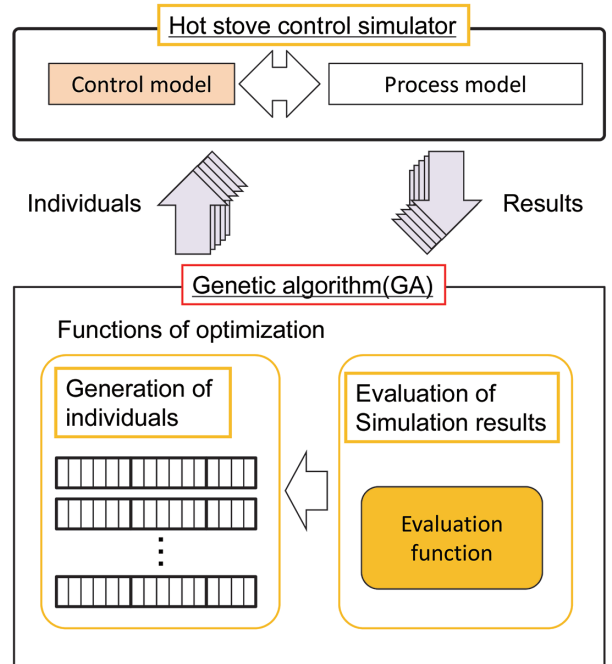 Hot stove control simulator
Control model
Process model
Individuals
Results
Genetic algorithm(GA)
Functions of optimization
Generation of
individuals
Evaluation of
Simulation results
Evaluation
function